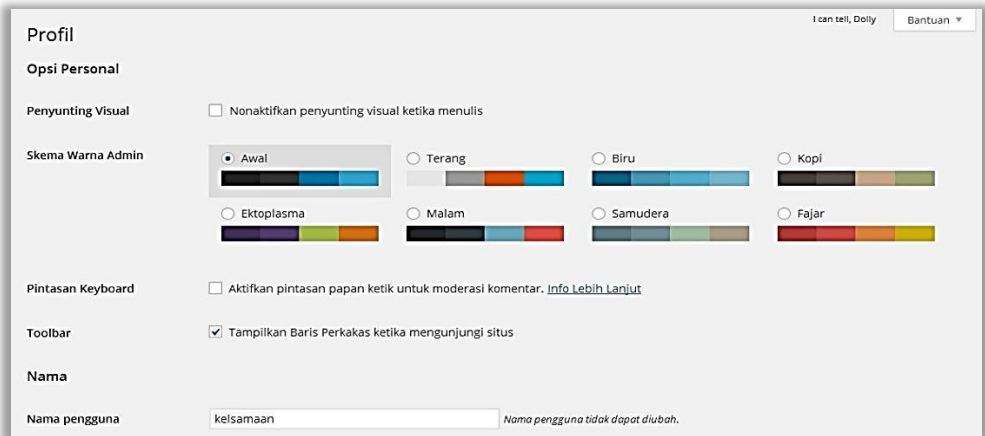 I can tell, Dolly
Bantuan
Profil
Opsi Personal
Penyunting Visual Nonaktifkan penyunting visual ketika menulis
Skema Warna Admin Awal Terang Biru Kopi
Ektoplasma Malam Samudera Fajar
Pintasan Keyboard Aktifkan pintasan papan ketik untuk moderasi komentar. Info Lebih Lanjut
Toolbar Tampilkan Baris Perkakas ketika mengunjungi situs
Nama
Nama pengguna kelsamaan Nama pengguna tidak dapat diubah.